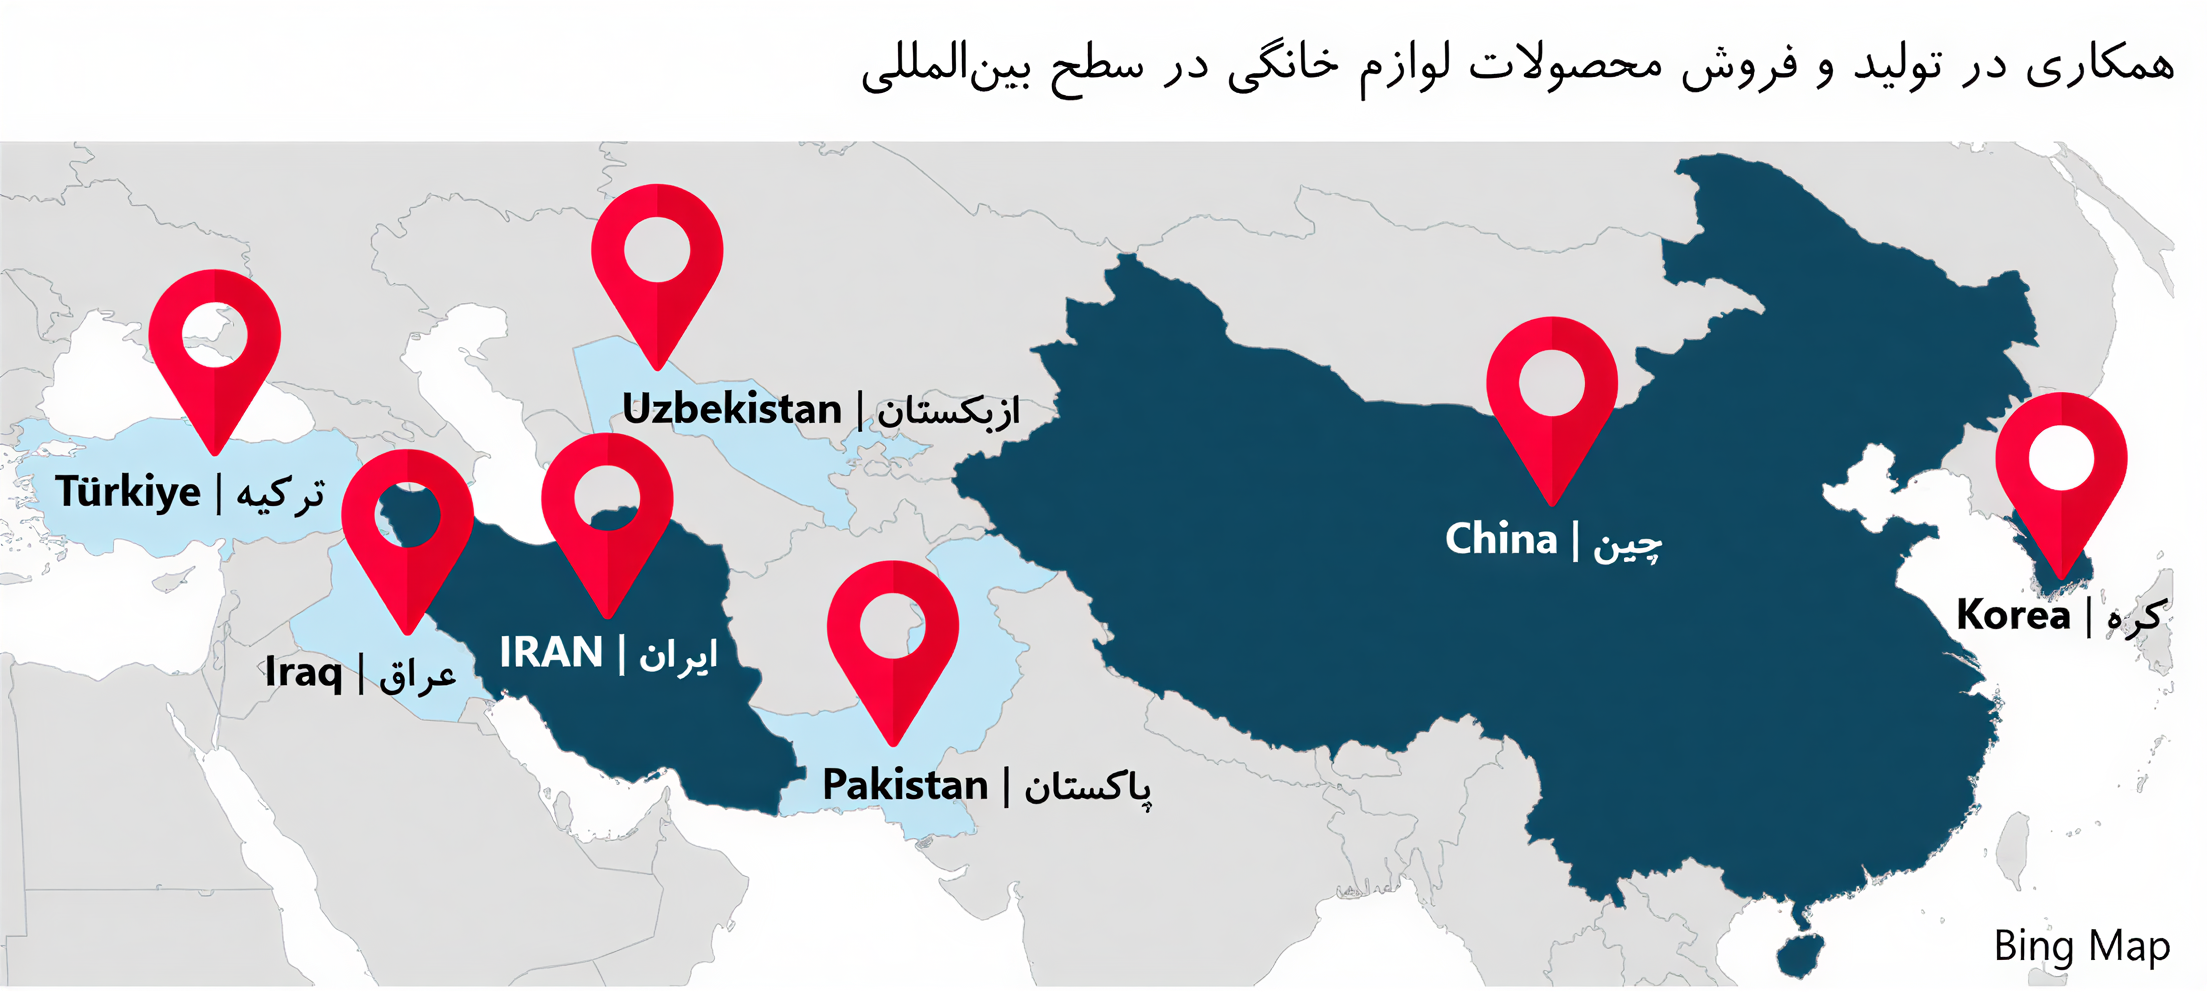 همکاری در تولید و فروش محصولات لوازم خانگی در سطح بین‌المللی
Uzbekistan | ازبکستان
Türkiye | ترکیه
China | چین
Korea | کره
IRAN | ایران
Iraq | عراق
Pakistan | پاکستان
Bing Map